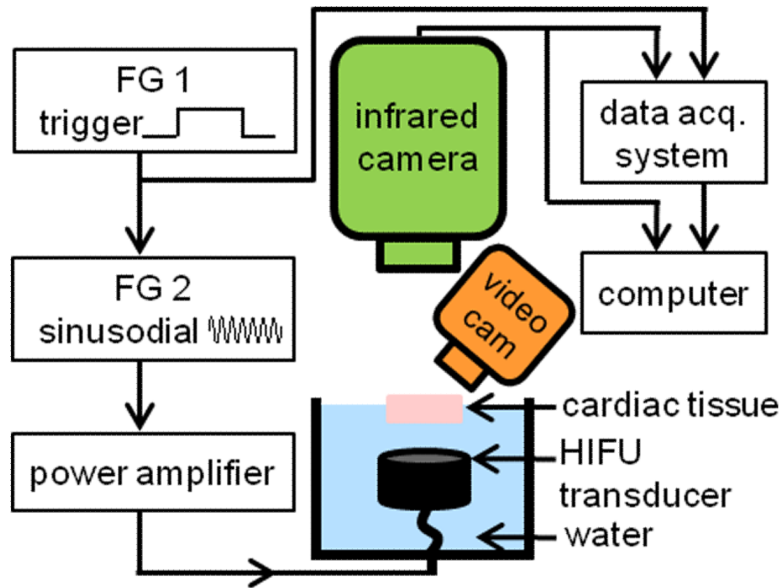 FG 1
trigger
infrared
camera
data acq.
system
FG 2
sinusodial
video
cam
computer
cardiac tissue
power amplifier
HIFU
transducer
water